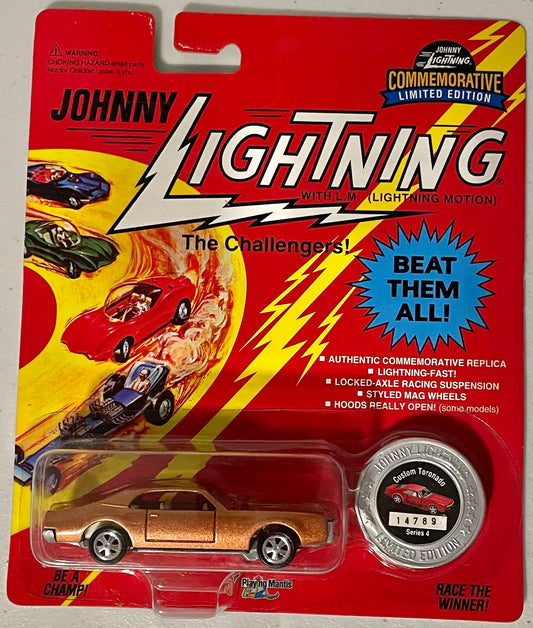 ⚠ WARNING:
CHOKING HAZARD-small parts
Not for Children under 3 yrs.
JOHNNY
LIGHTNING
COMMEMORATIVE
LIMITED EDITION
JOHNNY
LIGHTNING®
WITH L.M. (LIGHTNING MOTION)
The Challengers!
BEAT
THEM
ALL!
■ AUTHENTIC COMMEMORATIVE REPLICA
■ LIGHTNING-FAST!
■ LOCKED-AXLE RACING SUSPENSION
■ STYLED MAG WHEELS
■ HOODS REALLY OPEN! (some models)
JOHNNY LIGHTNING
Custom Toronado
14789
Series 4
LIMITED EDITION
BE A
CHAMP!
Playing Mantis
RACE THE
WINNER!